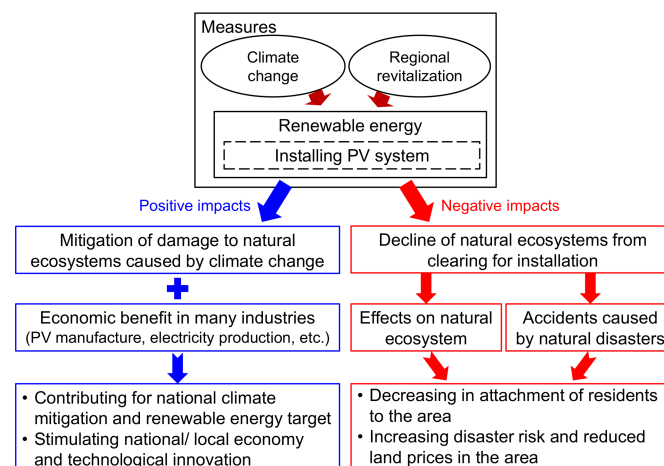 Measures
Climate
change
Regional
revitalization
Renewable energy
Installing PV system
Positive impacts
Negative impacts
Mitigation of damage to natural
ecosystems caused by climate change
Decline of natural ecosystems from
clearing for installation
Economic benefit in many industries
(PV manufacture, electricity production, etc.)
Effects on natural
ecosystem
Accidents caused
by natural disasters
• Contributing for national climate
mitigation and renewable energy target
• Stimulating national/ local economy
and technological innovation
• Decreasing in attachment of residents
to the area
• Increasing disaster risk and reduced
land prices in the area